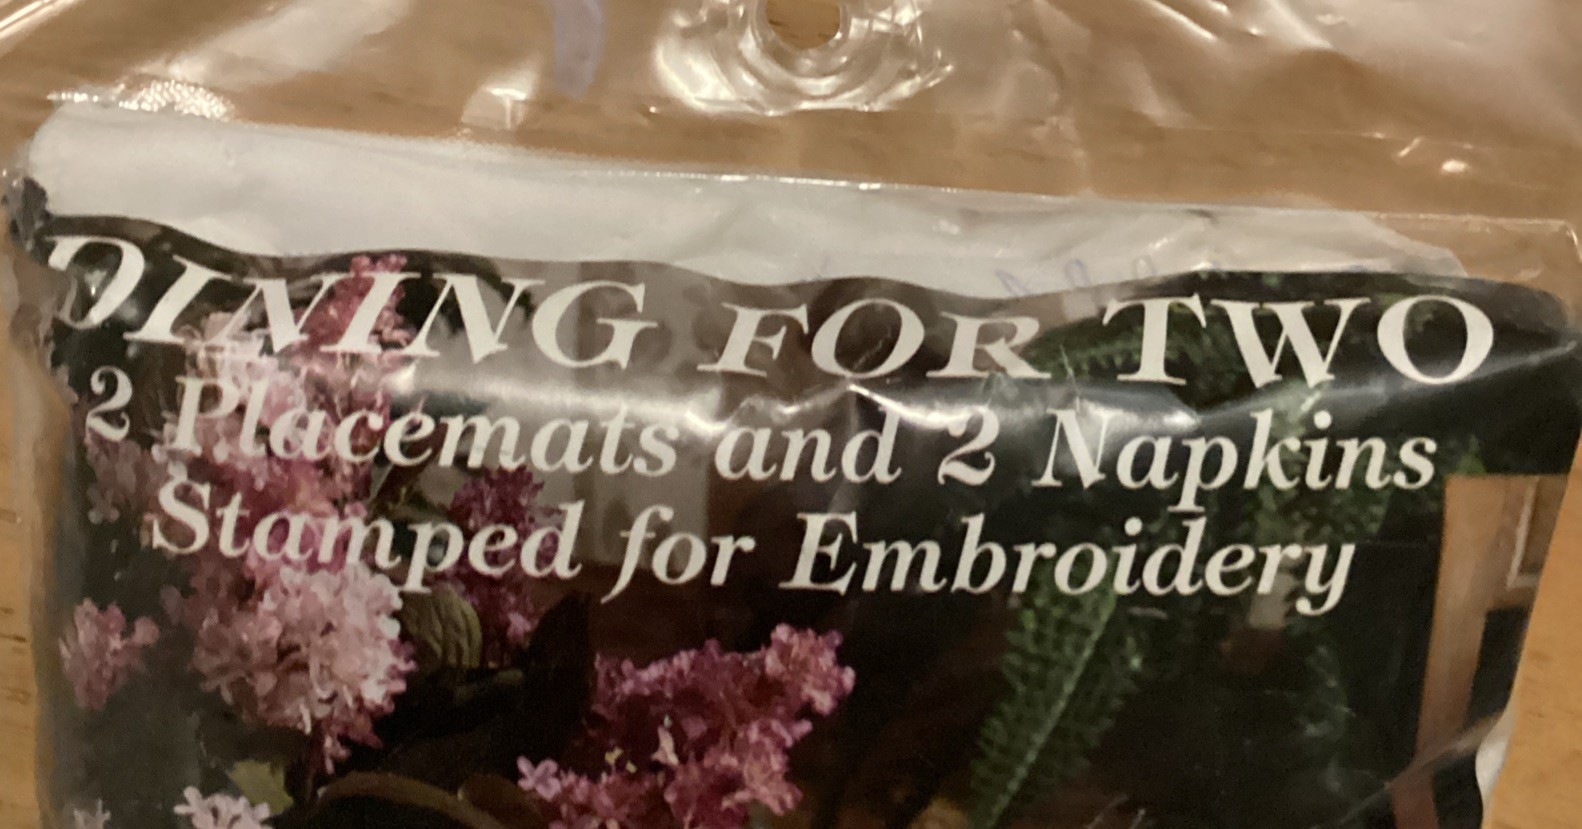 DINING FOR TWO
2 Placemats and 2 Napkins
Stamped for Embroidery